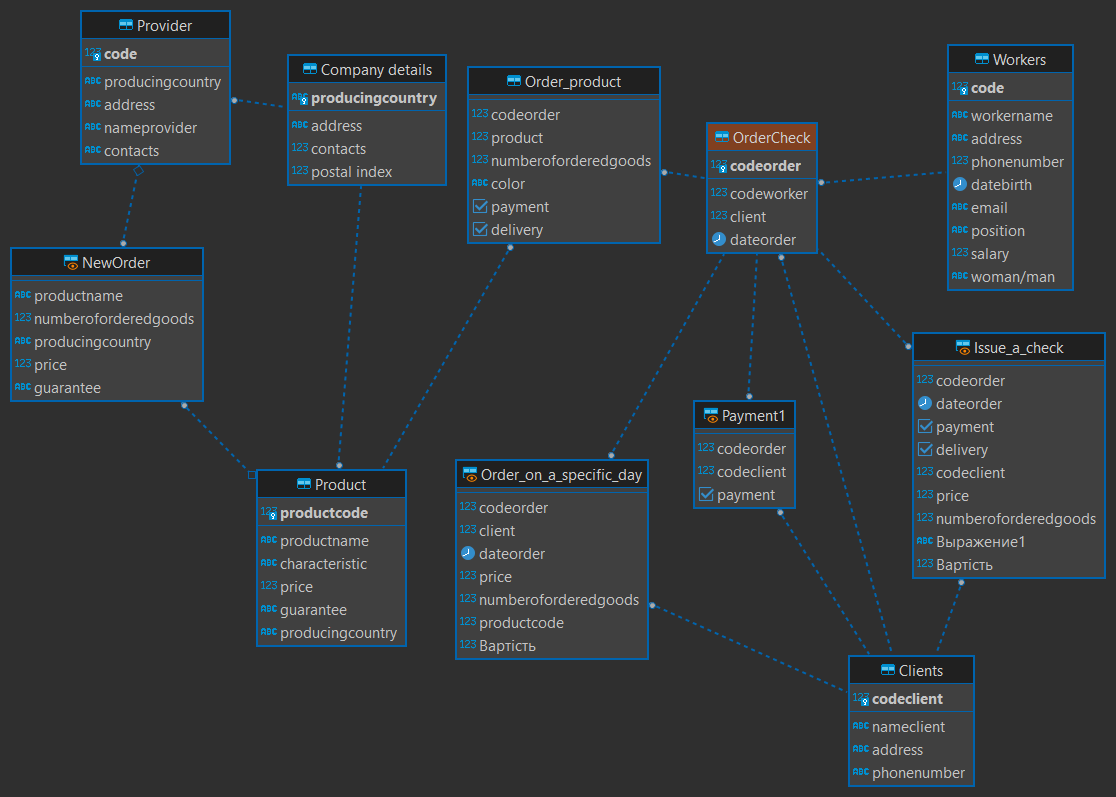 Provider
123 code
ABC producingcountry
ABC address
ABC nameprovider
ABC contacts
Company details
ABC producingcountry
ABC address
123 contacts
123 postal index
Order_product
123 codeorder
123 product
123 numberoforderedgoods
ABC color
payment
delivery
OrderCheck
123 codeorder
123 codeworker
123 client
dateorder
Workers
123 code
ABC workername
ABC address
123 phonenumber
datebirth
ABC email
ABC position
123 salary
ABC woman/man
NewOrder
ABC productname
123 numberoforderedgoods
ABC producingcountry
123 price
ABC guarantee
Issue_a_check
123 codeorder
dateorder
payment
delivery
123 codeclient
123 price
123 numberoforderedgoods
ABC Выражение1
123 Вартість
Payment1
123 codeorder
123 codeclient
payment
Product
123 productcode
ABC productname
ABC characteristic
123 price
ABC guarantee
ABC producingcountry
Order_on_a_specific_day
123 codeorder
123 client
dateorder
123 price
123 numberoforderedgoods
123 productcode
123 Вартість
Clients
123 codeclient
ABC nameclient
ABC address
ABC phonenumber